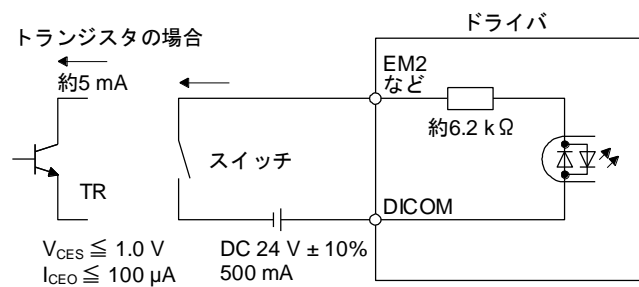 ドライバ
トランジスタの場合
約5 mA
EM2
など
約6.2 k Ω
スイッチ
TR
DICOM
VCES ≦ 1.0 V
ICEO ≦ 100 μA
DC 24 V ± 10%
500 mA